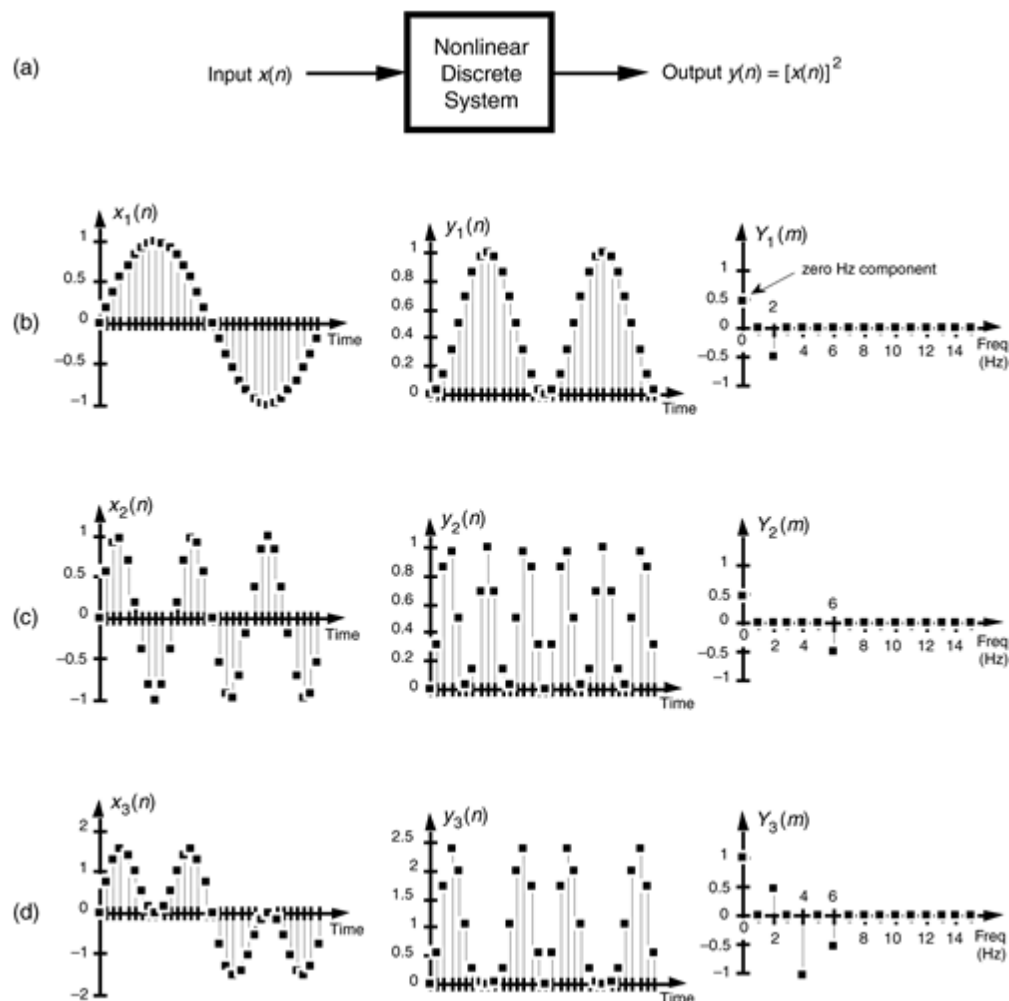 (a)
Input x(n)
Nonlinear
Discrete
System
Output y(n) = [x(n)]²
(b)
x₁(n)
1
0.5
0
−0.5
−1
Time
y₁(n)
1
0.8
0.6
0.4
0.2
0
Time
Y₁(m)
1
0.5
0
−0.5
−1
zero Hz component
2
0 4 6 8 10 12 14
Freq
(Hz)
(c)
x₂(n)
1
0.5
0
−0.5
−1
Time
y₂(n)
1
0.8
0.6
0.4
0.2
0
Time
Y₂(m)
1
0.5
0
−0.5
−1
6
0 2 4 8 10 12 14
Freq
(Hz)
(d)
x₃(n)
2
1
0
−1
−2
Time
y₃(n)
2.5
2
1.5
1
0.5
0
Time
Y₃(m)
1
0.5
0
−0.5
−1
4 6
0 2 8 10 12 14
Freq
(Hz)